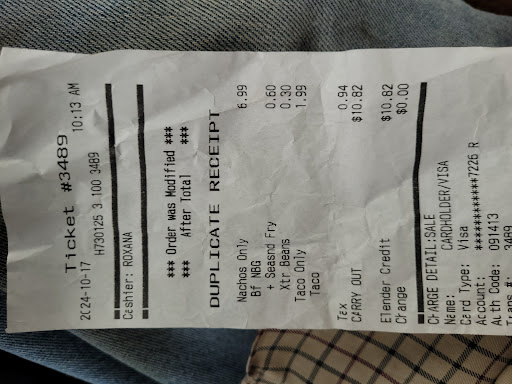 Ticket #3489
2024-10-17 10:13 AM
H730125 3 100 3489
Cashier: ROXANA
*** Order was Modified ***
*** After Total ***
DUPLICATE RECEIPT
Nachos Only 6.99
Bf NBG
+ Seasnd Fry 0.60
Xtr Beans 0.30
Taco Only 1.99
Taco
Tax 0.94
CARRY OUT $10.82
Elender Credit $10.82
Change $0.00
CHARGE DETAIL:SALE
Name: CARDHOLDER/VISA
Card Type: Visa
Account: ************7226 R
Auth Code: 091413
Trans #: 3489